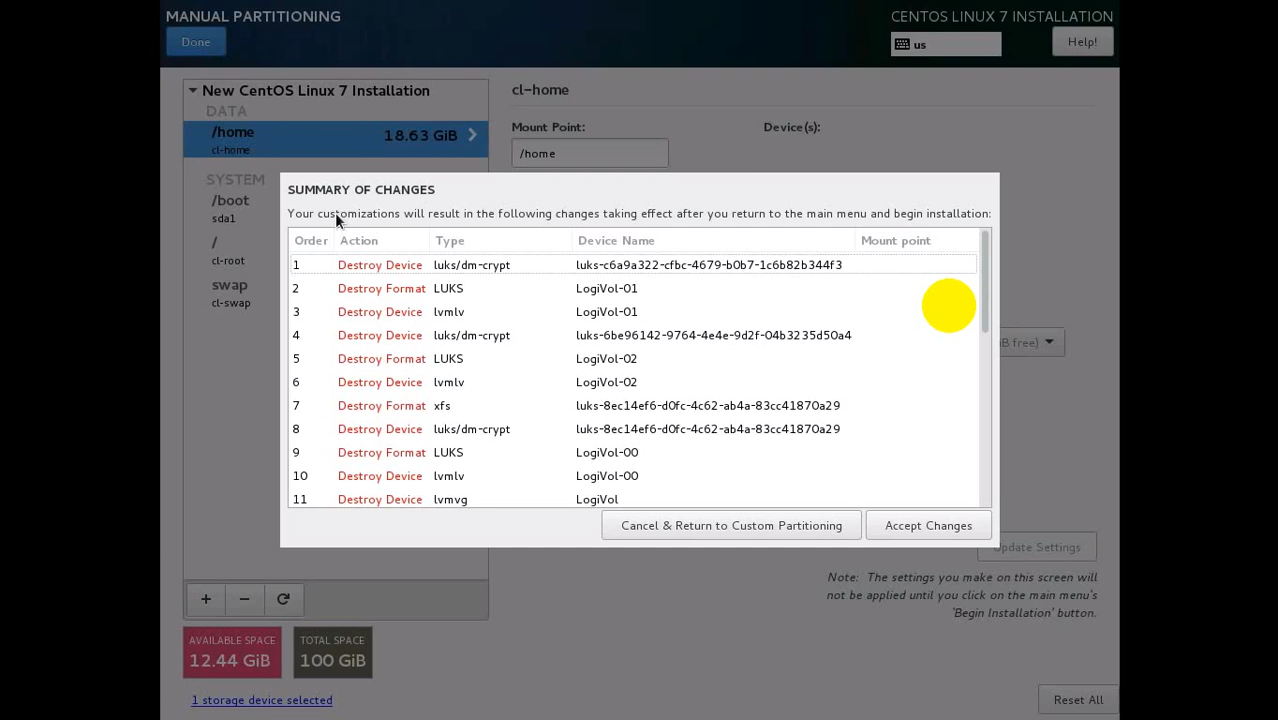 MANUAL PARTITIONING
CENTOS LINUX 7 INSTALLATION
Done
us
Help!
New CentOS Linux 7 Installation
DATA
/home 18.63 GiB
cl-home
SYSTEM
/boot
sda1
/
cl-root
swap
cl-swap
cl-home
Mount Point:
Device(s):
/home
SUMMARY OF CHANGES
Your customizations will result in the following changes taking effect after you return to the main menu and begin installation:
Order Action Type Device Name Mount point
1 Destroy Device luks/dm-crypt luks-c6a9a322-cfbc-4679-b0b7-1c6b82b344f3
2 Destroy Format LUKS LogiVol-01
3 Destroy Device lvmlv LogiVol-01
4 Destroy Device luks/dm-crypt luks-6be96142-9764-4e4e-9d2f-04b3235d50a4
5 Destroy Format LUKS LogiVol-02
6 Destroy Device lvmlv LogiVol-02
7 Destroy Format xfs luks-8ec14ef6-d0fc-4c62-ab4a-83cc41870a29
8 Destroy Device luks/dm-crypt luks-8ec14ef6-d0fc-4c62-ab4a-83cc41870a29
9 Destroy Format LUKS LogiVol-00
10 Destroy Device lvmlv LogiVol-00
11 Destroy Device lvmvg LogiVol
Cancel & Return to Custom Partitioning
Accept Changes
free)
Update Settings
Note: The settings you make on this screen will
not be applied until you click on the main menu's
'Begin Installation' button.
AVAILABLE SPACE
12.44 GiB
TOTAL SPACE
100 GiB
1 storage device selected
Reset All